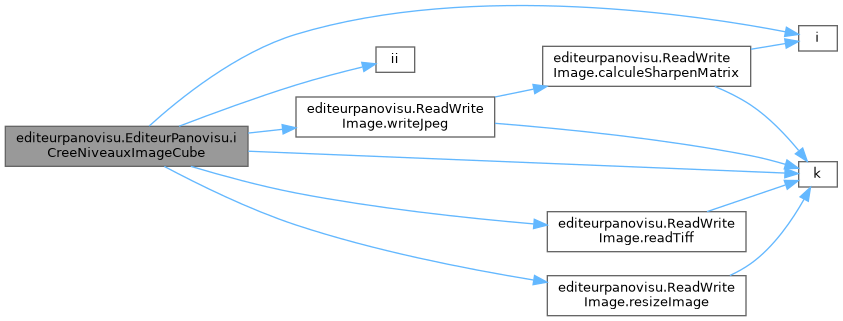 editeurpanovisu.EditeurPanovisu.i
CreeNiveauxImageCube
ii
editeurpanovisu.ReadWrite
Image.writeJpeg
editeurpanovisu.ReadWrite
Image.calculeSharpenMatrix
i
k
editeurpanovisu.ReadWrite
Image.readTiff
editeurpanovisu.ReadWrite
Image.resizeImage